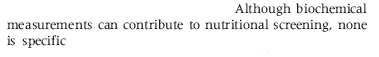 Although biochemical
measurements can contribute to nutritional screening, none
is specific